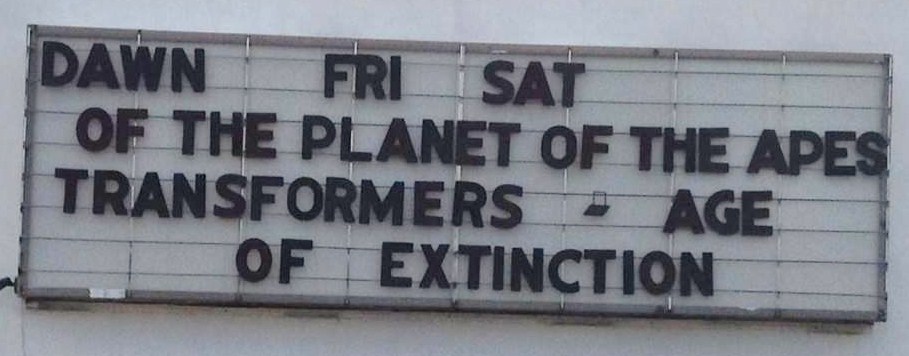 DAWN FRI SAT
OF THE PLANET OF THE APES
TRANSFORMERS - AGE
OF EXTINCTION